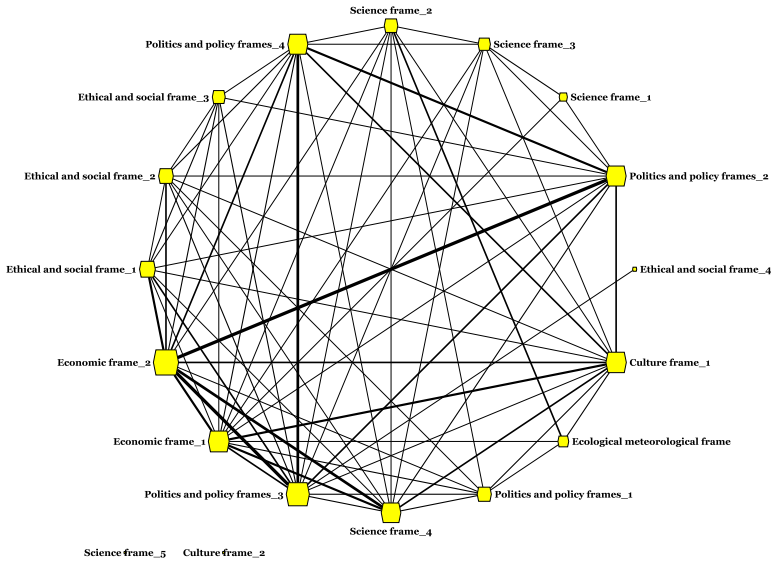 Science frame_2
Politics and policy frames_4
Science frame_3
Ethical and social frame_3
Science frame_1
Ethical and social frame_2
Politics and policy frames_2
Ethical and social frame_1
Ethical and social frame_4
Economic frame_2
Culture frame_1
Economic frame_1
Ecological meteorological frame
Politics and policy frames_3
Politics and policy frames_1
Science frame_4
Science frame_5
Culture frame_2